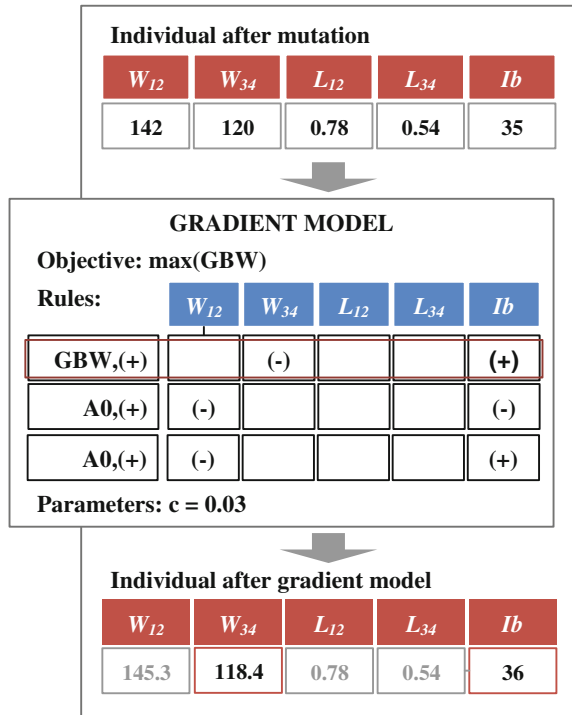 Individual after mutation
W12 W34 L12 L34 Ib
142 120 0.78 0.54 35
GRADIENT MODEL
Objective: max(GBW)
Rules:
W12 W34 L12 L34 Ib
GBW,(+) (-) (+)
A0,(+) (-) (-)
A0,(+) (-) (+)
Parameters: c = 0.03
Individual after gradient model
W12 W34 L12 L34 Ib
145.3 118.4 0.78 0.54 36